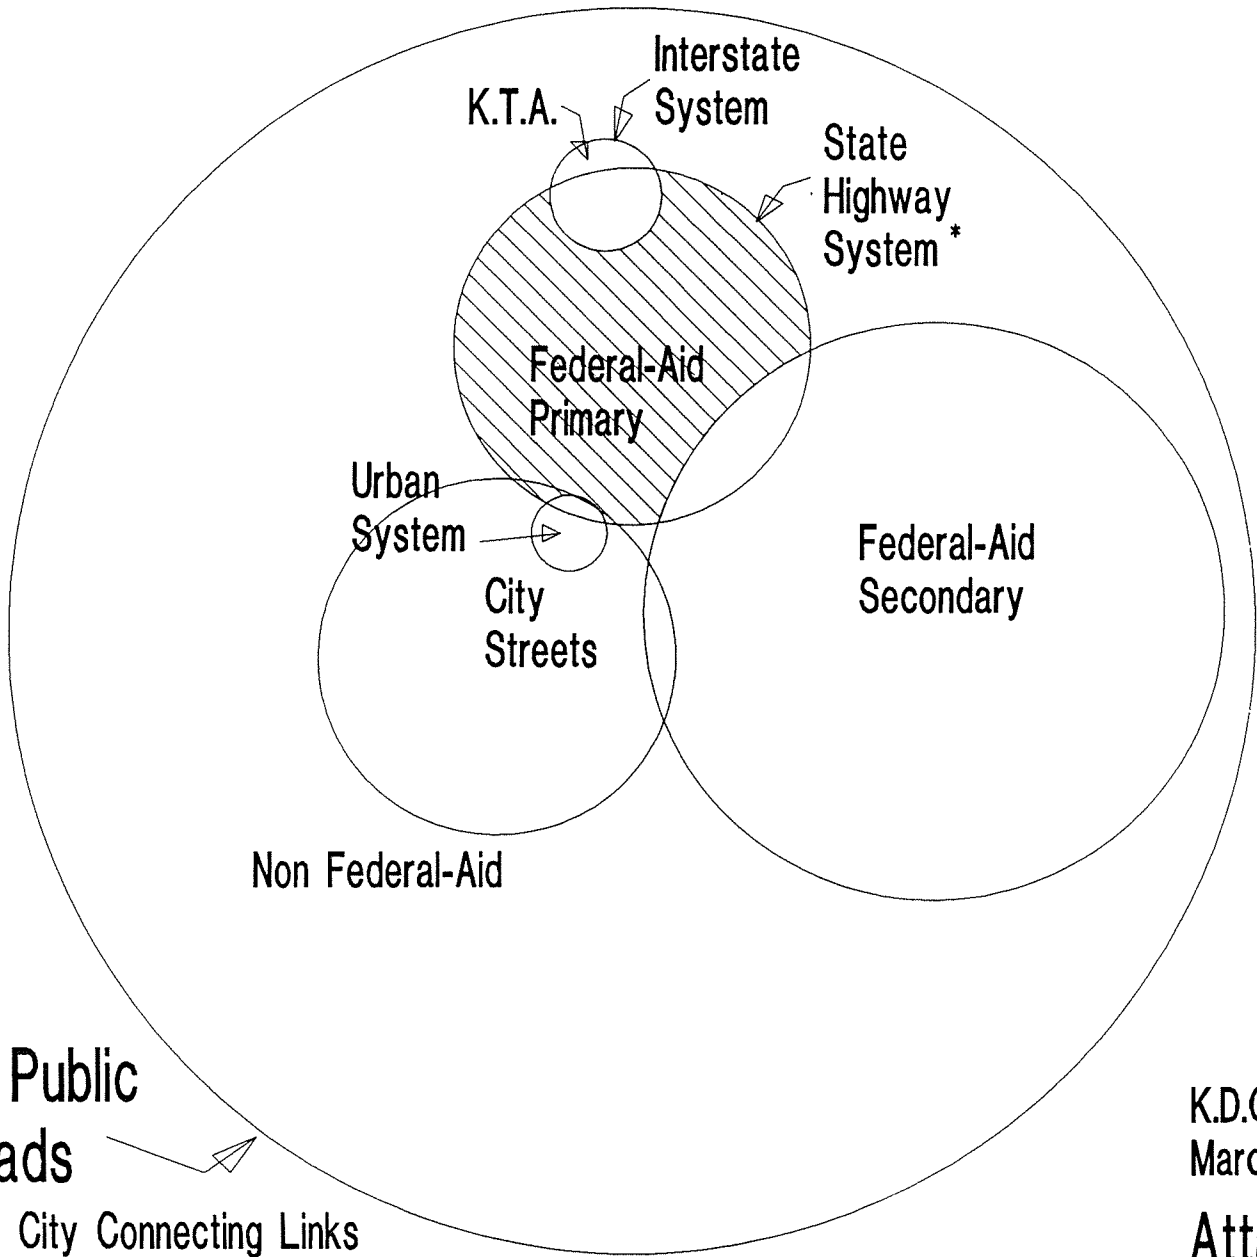 Interstate
System
K.T.A.
State
Highway
System *
Federal-Aid
Primary
Urban
System
City
Streets
Federal-Aid
Secondary
Non Federal-Aid
Public
City Connecting Links